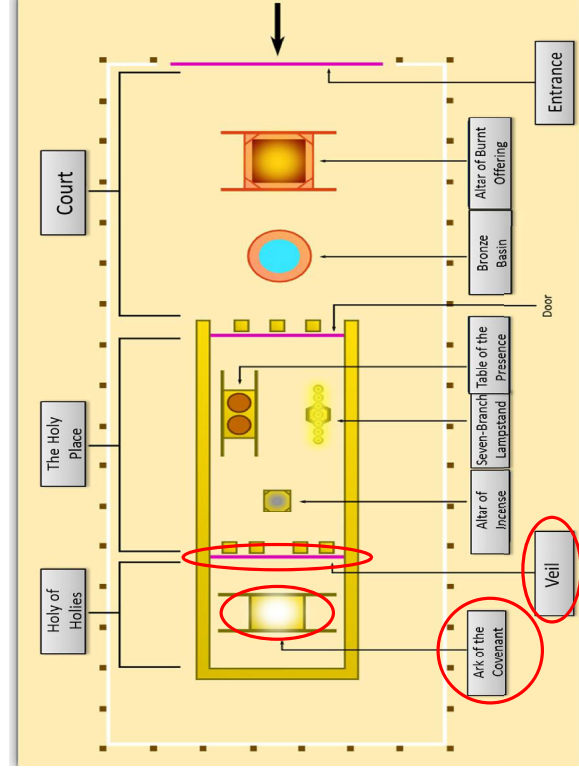 Entrance
Altar of Burnt
Offering
Court
Bronze
Basin
Door
Table of the
Presence
The Holy
Place
Seven-Branch
Lampstand
Altar of
Incense
Veil
Holy of
Holies
Ark of the
Covenant